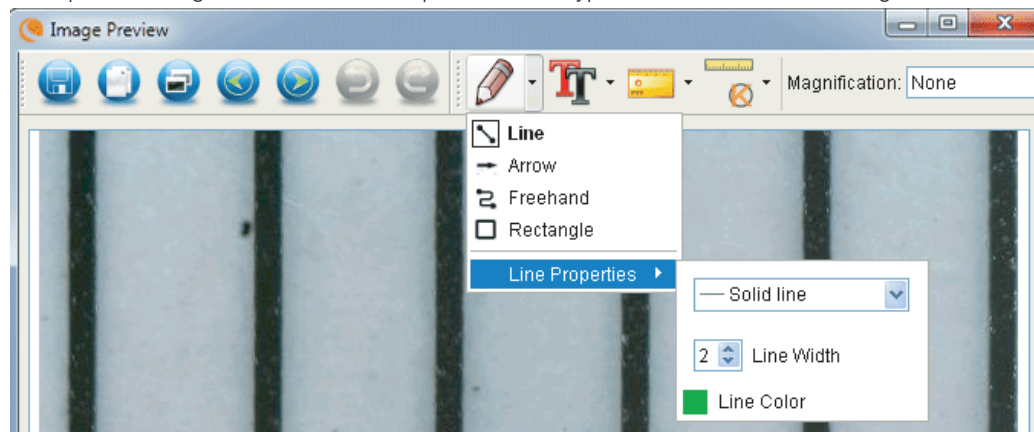 Image Preview
Magnification: None
Line
Arrow
Freehand
Rectangle
Line Properties
Solid line
2 Line Width
Line Color